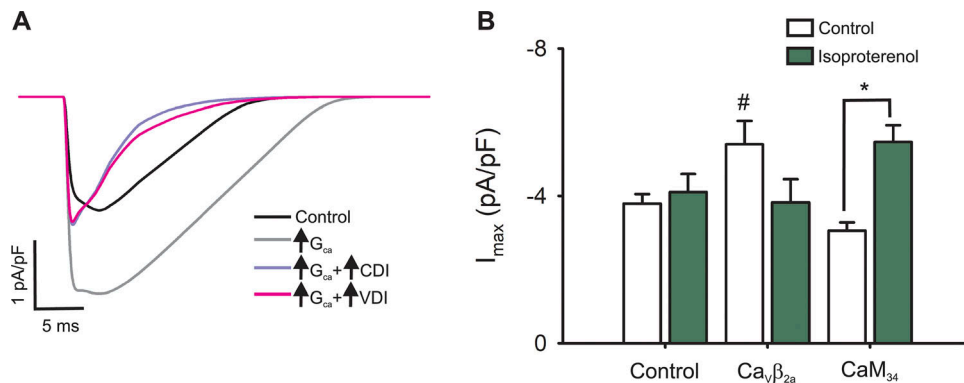 A
1 pA/pF
5 ms
Control
Gca
Gca+ CDI
Gca+ VDI
B
Control
Isoproterenol
Imax (pA/pF)
-8
-4
0
#
*
Control
CaVβ2a
CaM34